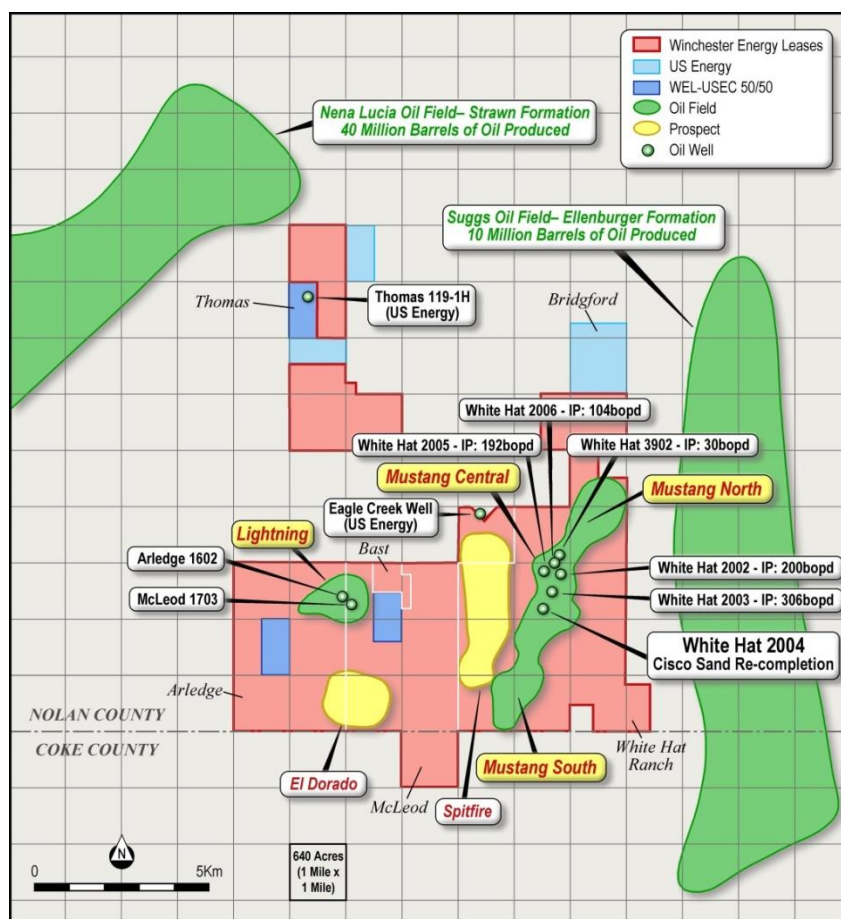 Winchester Energy Leases
US Energy
WEL-USEC 50/50
Oil Field
Prospect
Oil Well
Nena Lucia Oil Field– Strawn Formation
40 Million Barrels of Oil Produced
Suggs Oil Field– Ellenburger Formation
10 Million Barrels of Oil Produced
Thomas
Thomas 119-1H
(US Energy)
Bridgford
White Hat 2006 - IP: 104bopd
White Hat 2005 - IP: 192bopd
White Hat 3902 - IP: 30bopd
Mustang Central
Mustang North
Eagle Creek Well
(US Energy)
Lightning
Bast
Arledge 1602
McLeod 1703
White Hat 2002 - IP: 200bopd
White Hat 2003 - IP: 306bopd
White Hat 2004
Cisco Sand Re-completion
Arledge
NOLAN COUNTY
COKE COUNTY
White Hat
Ranch
El Dorado
McLeod
Spitfire
Mustang South
N
0
5Km
640 Acres
(1 Mile x
1 Mile)